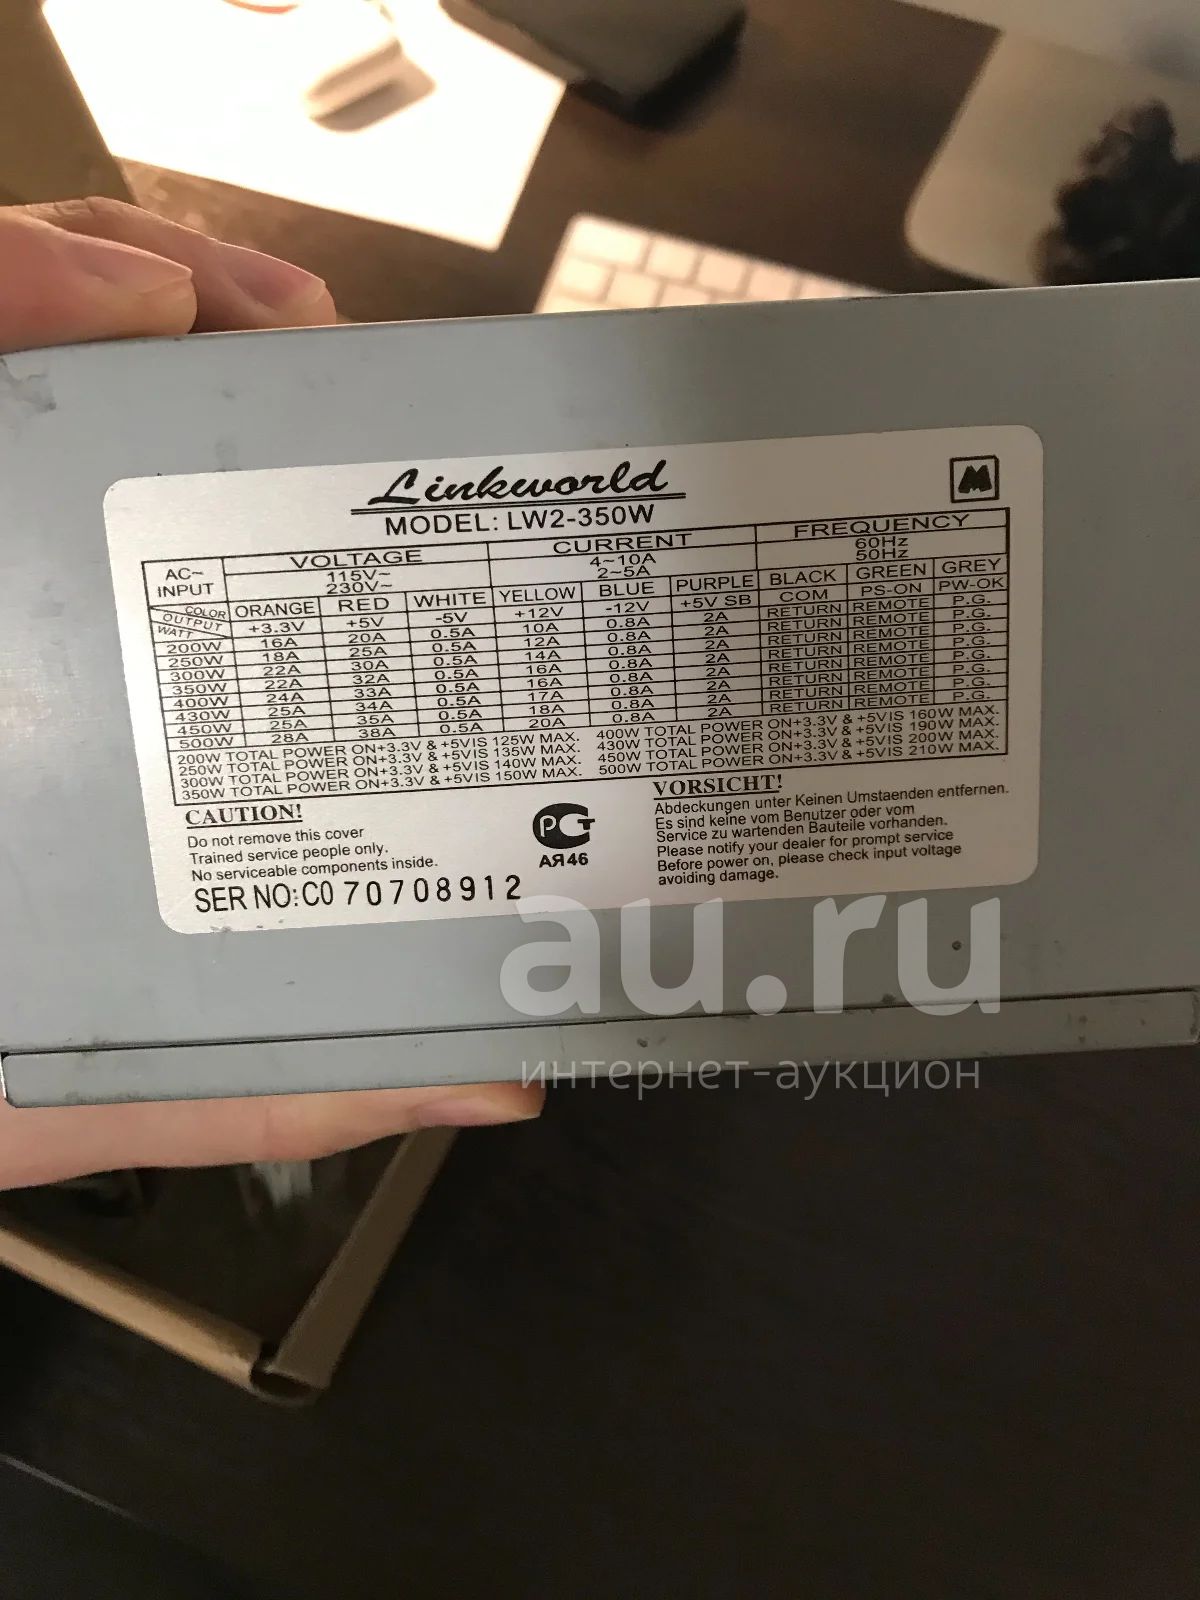 Linkworld
MODEL: LW2-350W
AC~ INPUT VOLTAGE CURRENT FREQUENCY
115V~ 4~10A 60Hz
230V~ 2~5A 50Hz
COLOR ORANGE RED WHITE YELLOW BLUE PURPLE BLACK GREEN GREY
OUTPUT WATT +3.3V +5V -5V +12V -12V +5V SB COM PS-ON PW-OK
200W 16A 20A 0.5A 10A 0.8A 2A RETURN REMOTE P.G.
250W 18A 25A 0.5A 12A 0.8A 2A RETURN REMOTE P.G.
300W 22A 30A 0.5A 14A 0.8A 2A RETURN REMOTE P.G.
350W 22A 32A 0.5A 16A 0.8A 2A RETURN REMOTE P.G.
400W 24A 33A 0.5A 16A 0.8A 2A RETURN REMOTE P.G.
430W 25A 34A 0.5A 17A 0.8A 2A RETURN REMOTE P.G.
450W 25A 35A 0.5A 18A 0.8A 2A RETURN REMOTE P.G.
500W 28A 38A 0.5A 20A 0.8A 2A RETURN REMOTE P.G.
200W TOTAL POWER ON+3.3V & +5VIS 125W MAX. 400W TOTAL POWER ON+3.3V & +5VIS 160W MAX.
250W TOTAL POWER ON+3.3V & +5VIS 135W MAX. 430W TOTAL POWER ON+3.3V & +5VIS 190W MAX.
300W TOTAL POWER ON+3.3V & +5VIS 140W MAX. 450W TOTAL POWER ON+3.3V & +5VIS 200W MAX.
350W TOTAL POWER ON+3.3V & +5VIS 150W MAX. 500W TOTAL POWER ON+3.3V & +5VIS 210W MAX.
CAUTION!
Do not remove this cover
Trained service people only.
No serviceable components inside.
SER NO: C070708912
РСТ
АЯ46
VORSICHT!
Abdeckungen unter Keinen Umstaenden entfernen.
Es sind keine vom Benutzer oder vom
Service zu wartenden Bauteile vorhanden.
Please notify your dealer for prompt service
Before power on, please check input voltage
avoiding damage.
au.ru
интернет-аукцион